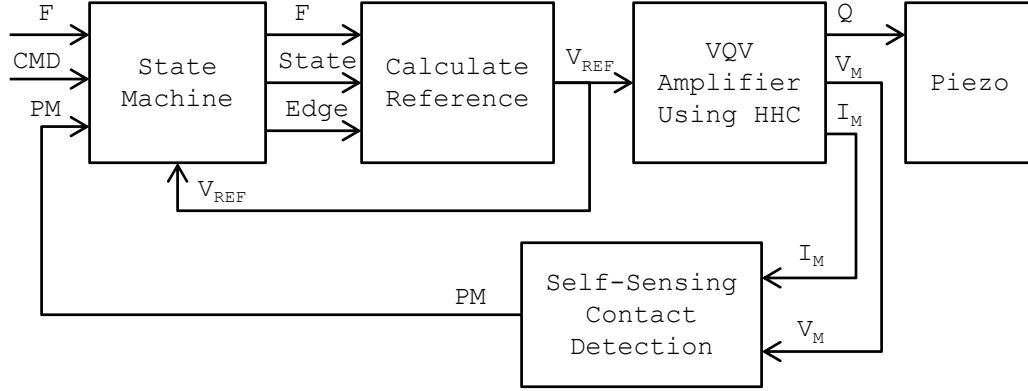 F
CMD
PM
State
Machine
F
State
Edge
Calculate
Reference
V_REF
VQV
Amplifier
Using HHC
Q
V_M
I_M
Piezo
V_REF
PM
Self-Sensing
Contact
Detection
I_M
V_M